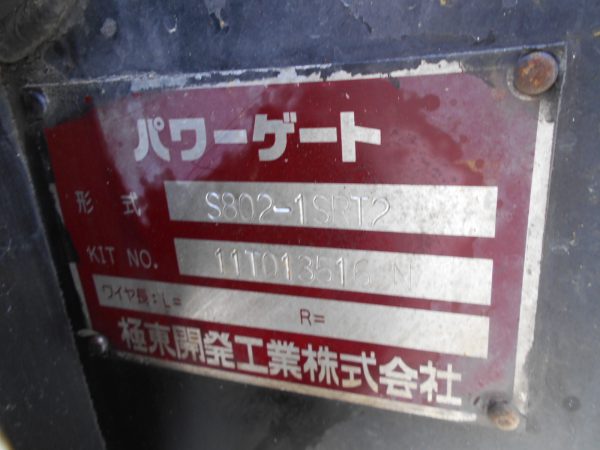 パワーゲート
形式 S802-1SRT2
KIT NO. 11T013516 N
ワイヤ長:L= R=
極東開発工業株式会社